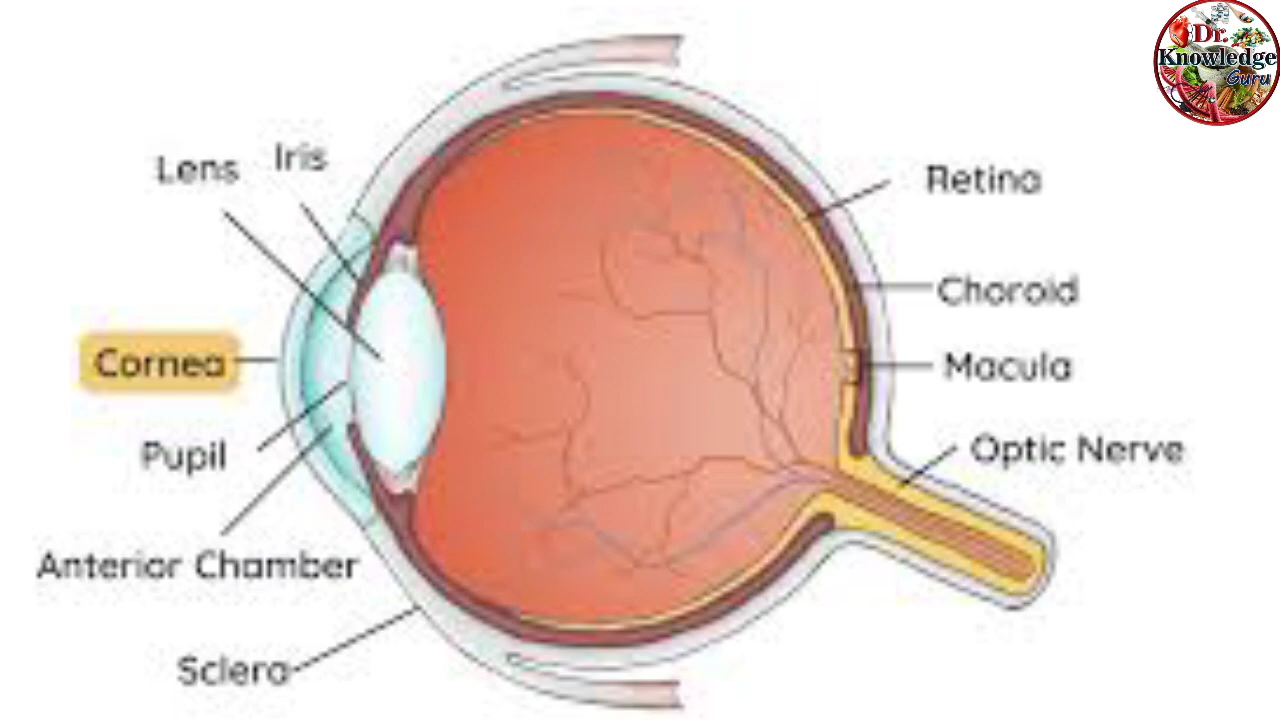 Dr.
Knowledge
Guru
Lens
Iris
Retina
Choroid
Cornea
Macula
Pupil
Optic Nerve
Anterior Chamber
Sclera